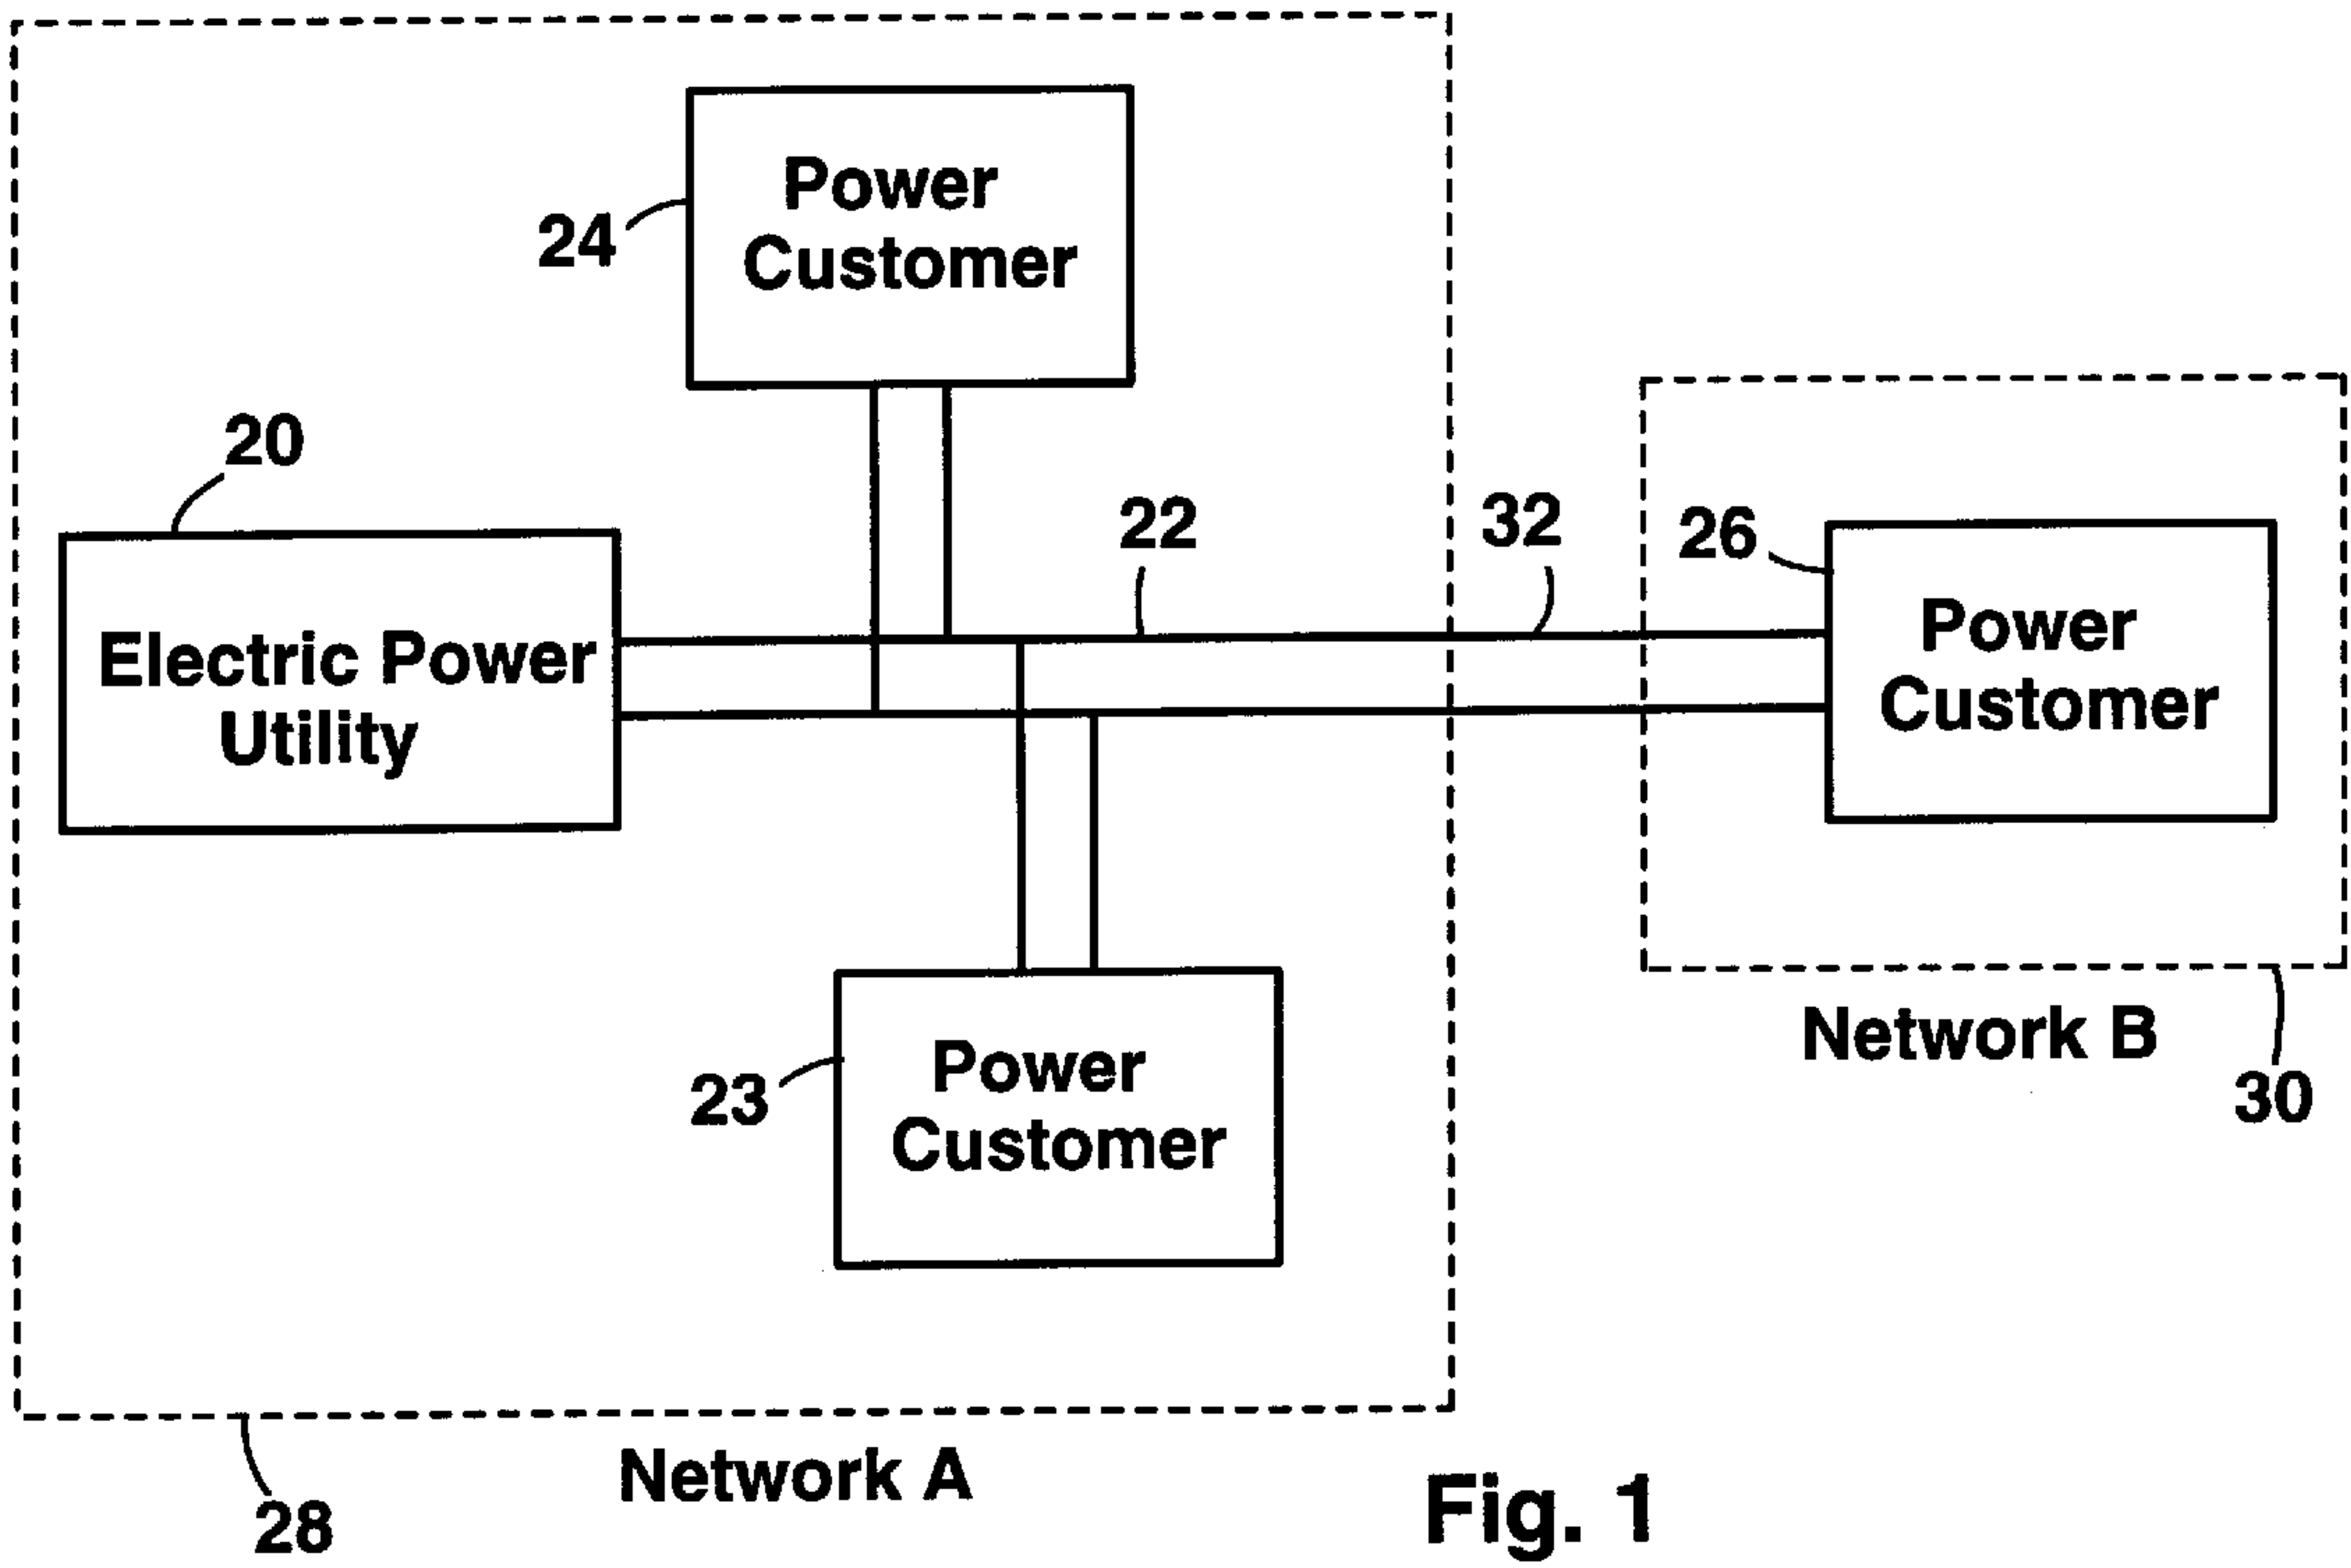 Power
Customer
24
20
22
32
26
Power
Customer
Electric Power
Utility
Power
Customer
23
Network B
30
Network A
28
Fig. 1